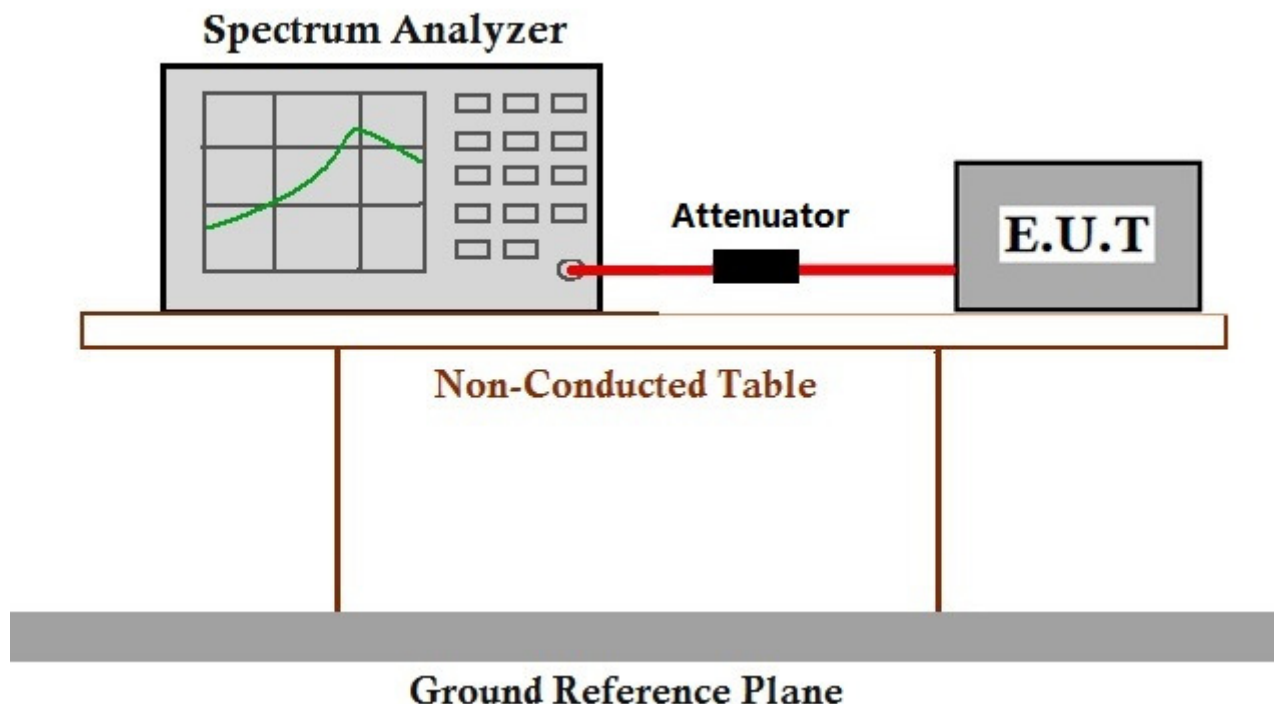 Spectrum Analyzer
Attenuator
E.U.T
Non-Conducted Table
Ground Reference Plane